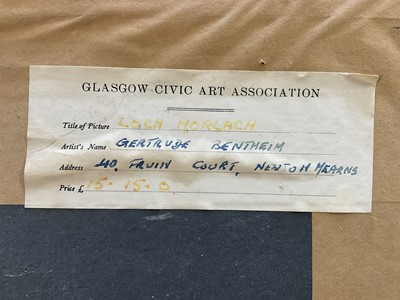 GLASGOW CIVIC ART ASSOCIATION
Title of Picture LOCH MORLACH
Artist's Name GERTRUDE BENTHEIM
Address 40, FRUIN COURT, NEWTON MEARNS
Price £ 15-15-0